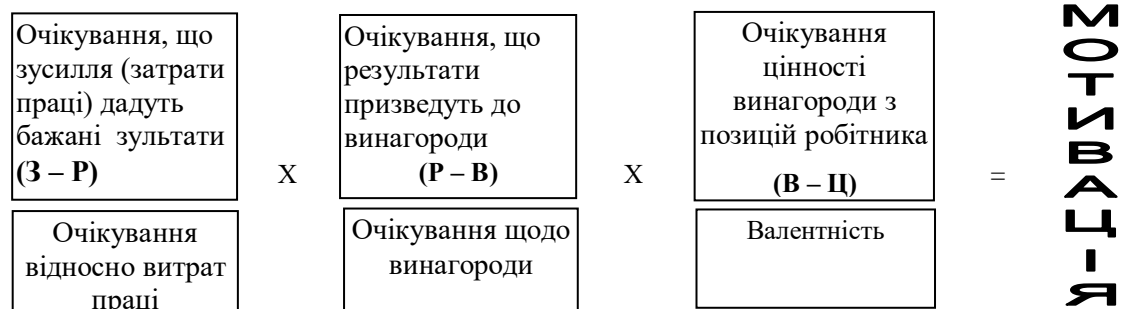 Очікування, що
зусилля (затрати
праці) дадуть
бажані зультати
(З – Р)
Х
Очікування, що
результати
призведуть до
винагороди
(Р – В)
Х
Очікування
цінності
винагороди з
позицій робітника
(В – Ц)
=
МОТИВАЦІЯ
Очікування
відносно витрат
праці
Очікування щодо
винагороди
Валентність